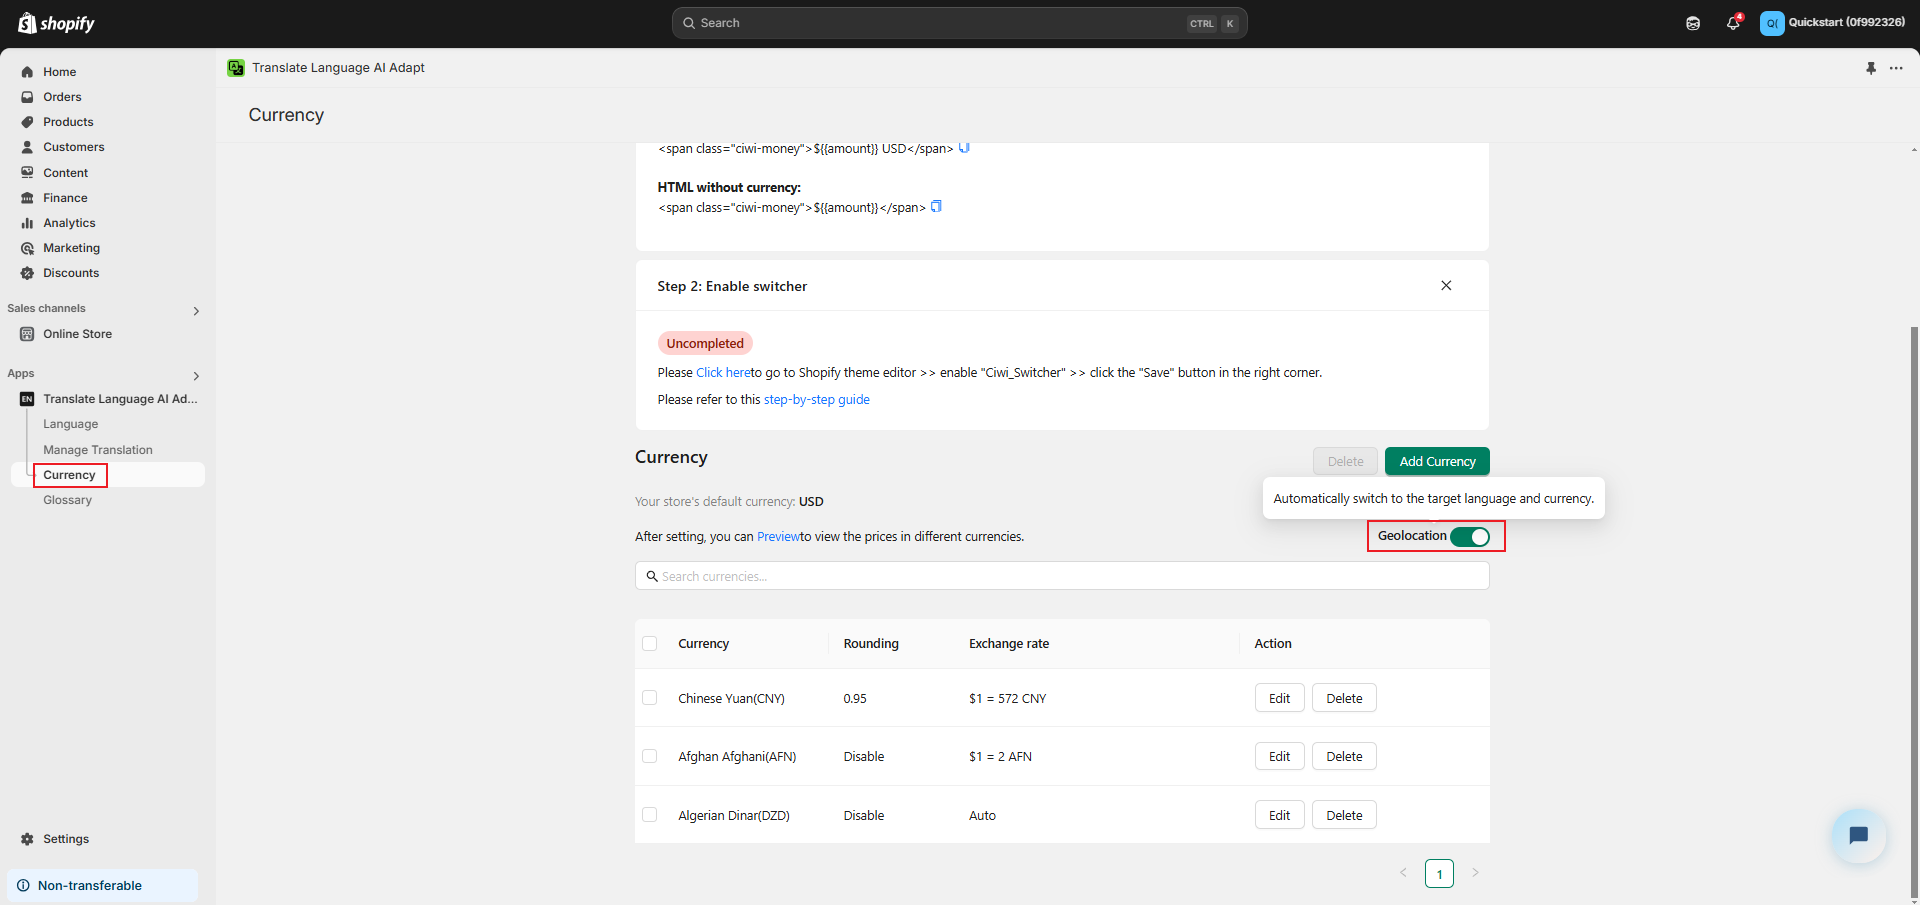 shopify
Search
CTRL K
4
Q(
Quickstart (0f992326)
Home
Orders
Products
Customers
Content
Finance
Analytics
Marketing
Discounts
Sales channels
Online Store
Apps
EN
Translate Language AI Ad...
Language
Manage Translation
Currency
Glossary
Settings
Non-transferable
Translate Language AI Adapt
Currency
<span class="ciwi-money">${{amount}} USD</span>
HTML without currency:
<span class="ciwi-money">${{amount}}</span>
Step 2: Enable switcher
Uncompleted
Please Click hereto go to Shopify theme editor >> enable "Ciwi_Switcher" >> click the "Save" button in the right corner.
Please refer to this step-by-step guide
Currency
Delete
Add Currency
Automatically switch to the target language and currency.
Your store's default currency: USD
After setting, you can Previewto view the prices in different currencies.
Geolocation
Search currencies...
Currency Rounding Exchange rate Action
Chinese Yuan(CNY) 0.95 $1 = 572 CNY Edit Delete
Afghan Afghani(AFN) Disable $1 = 2 AFN Edit Delete
Algerian Dinar(DZD) Disable Auto Edit Delete
< 1 >